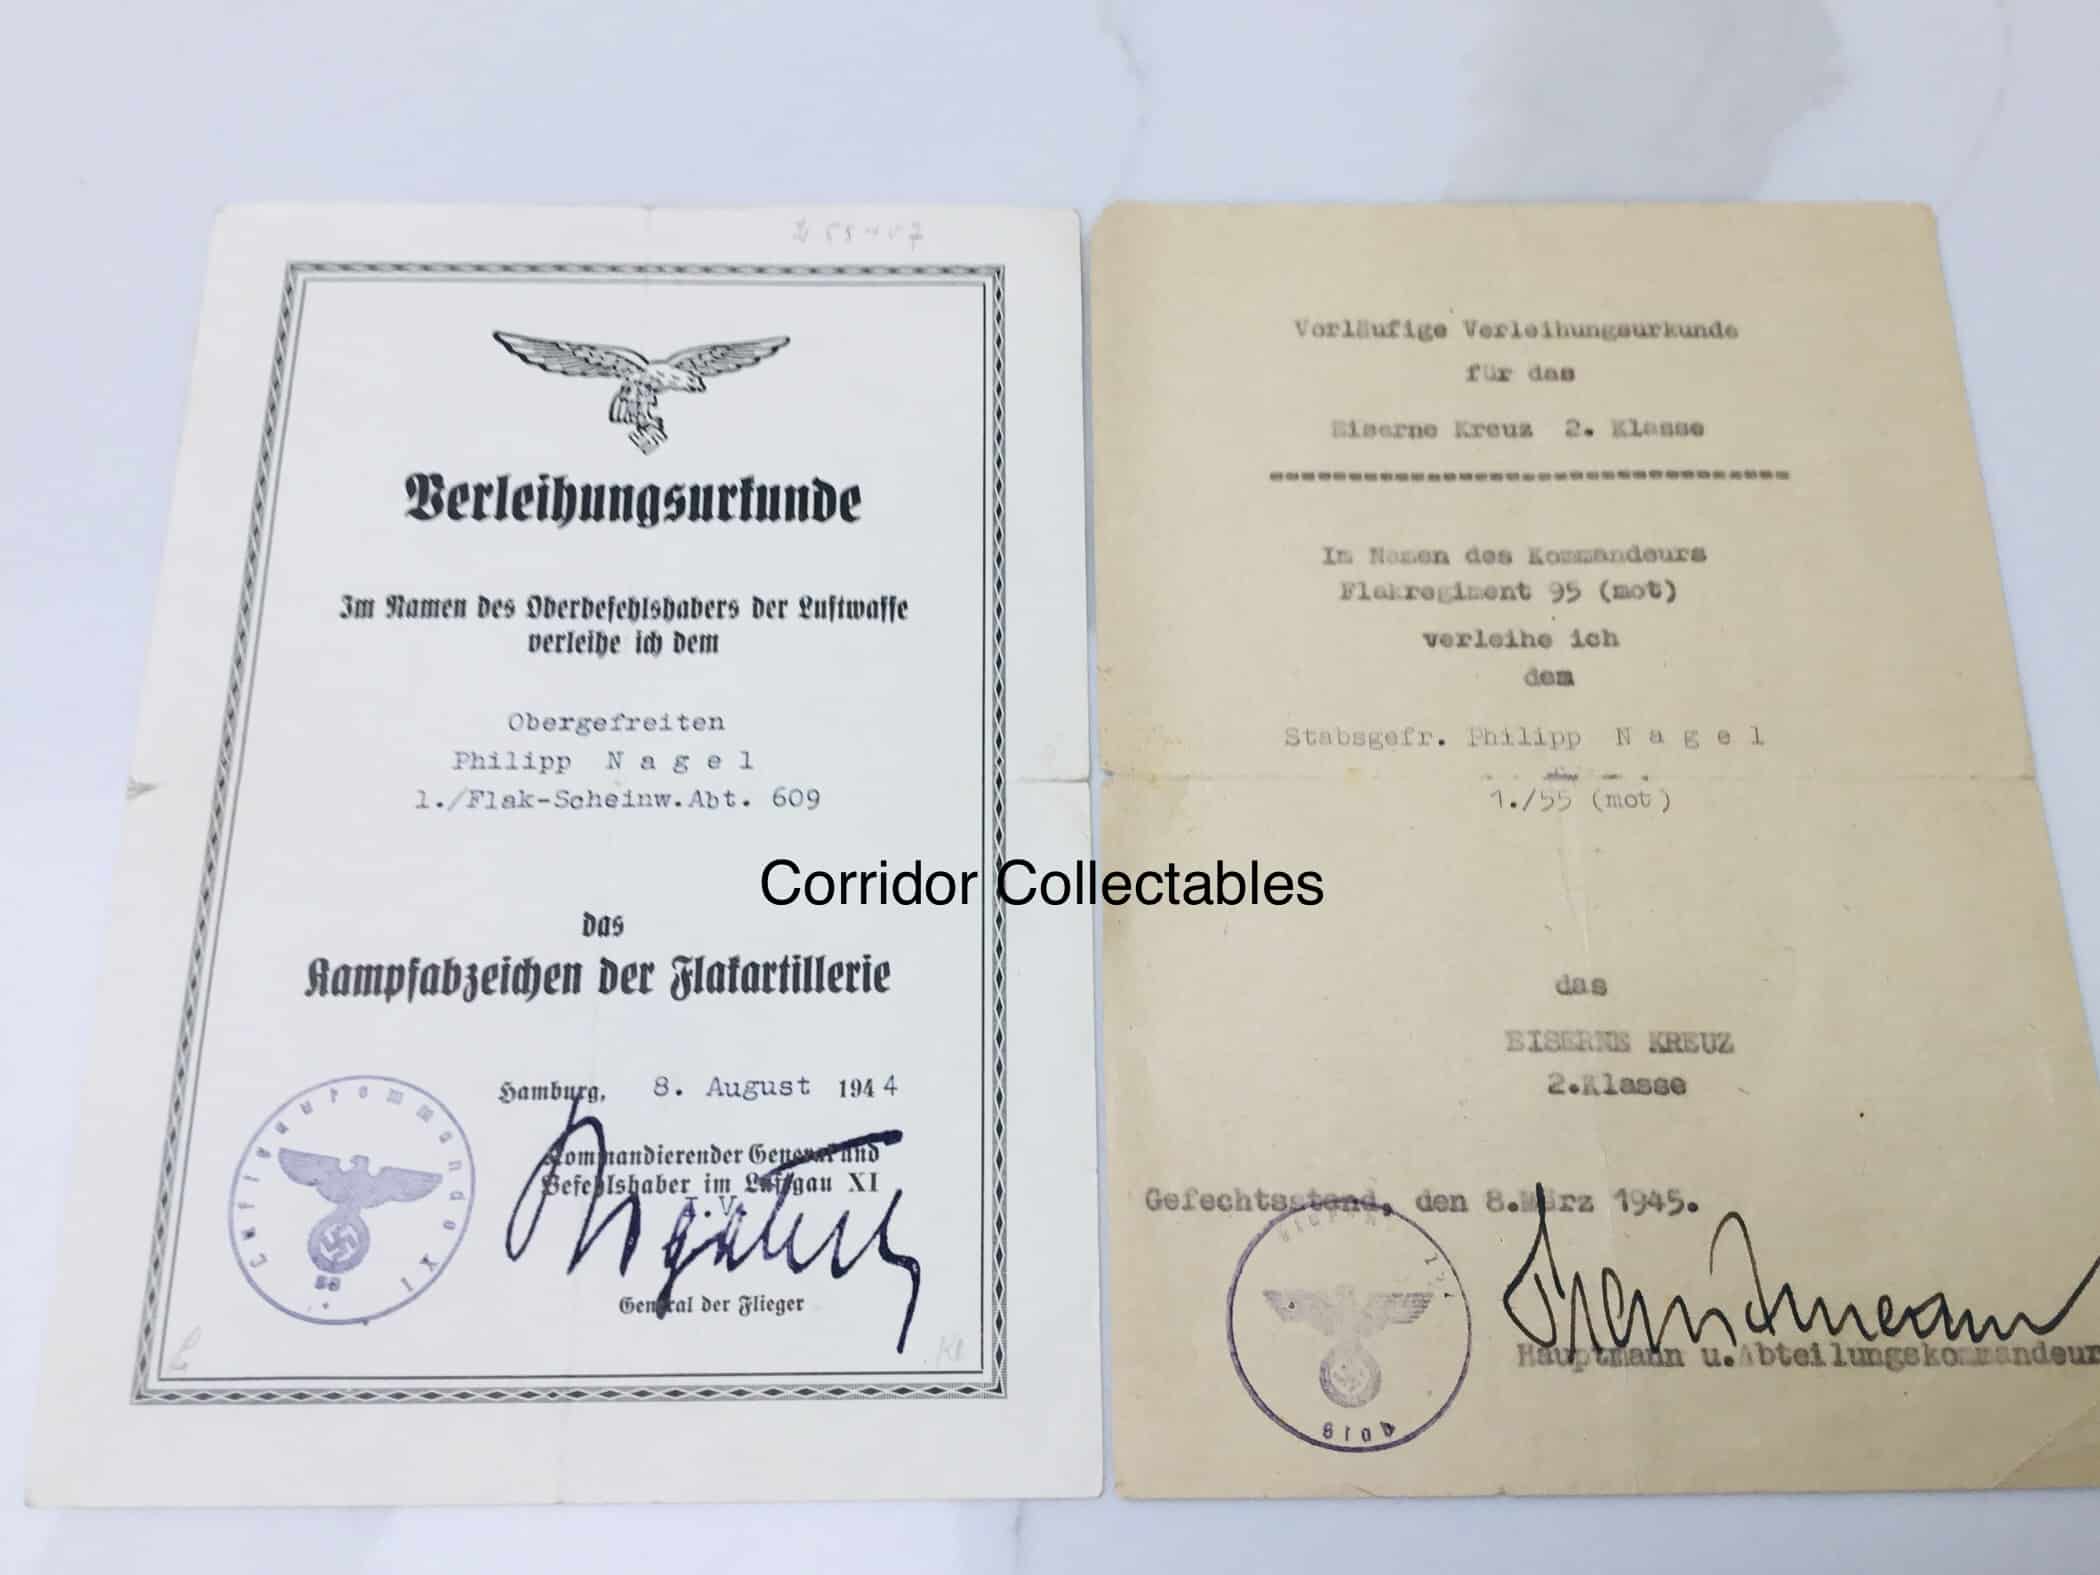 Verleihungsurkunde
Im Namen des Oberbefehlshabers der Luftwaffe
verleihe ich dem
Obergefreiten
Philipp N a g e l
1./Flak-Scheinw.Abt. 609
das
Kampfabzeichen der Flakartillerie
Hamburg, 8. August 1944
Kommandierender General und
Befehlshaber im Luftgau XI
I.V.
General der Flieger
Luftgaukommando XI
Vorläufige Verleihungsurkunde
für das
Eiserne Kreuz 2. Klasse
Im Namen des Kommandeurs
Flakregiment 95 (mot)
verleihe ich
dem
Stabsgefr. Philipp N a g e l
1./55 (mot)
das
EISERNE KREUZ
2.Klasse
Gefechtsstand, den 8.März 1945.
Hauptmann u.Abteilungskommandeur
Stab
Corridor Collectables